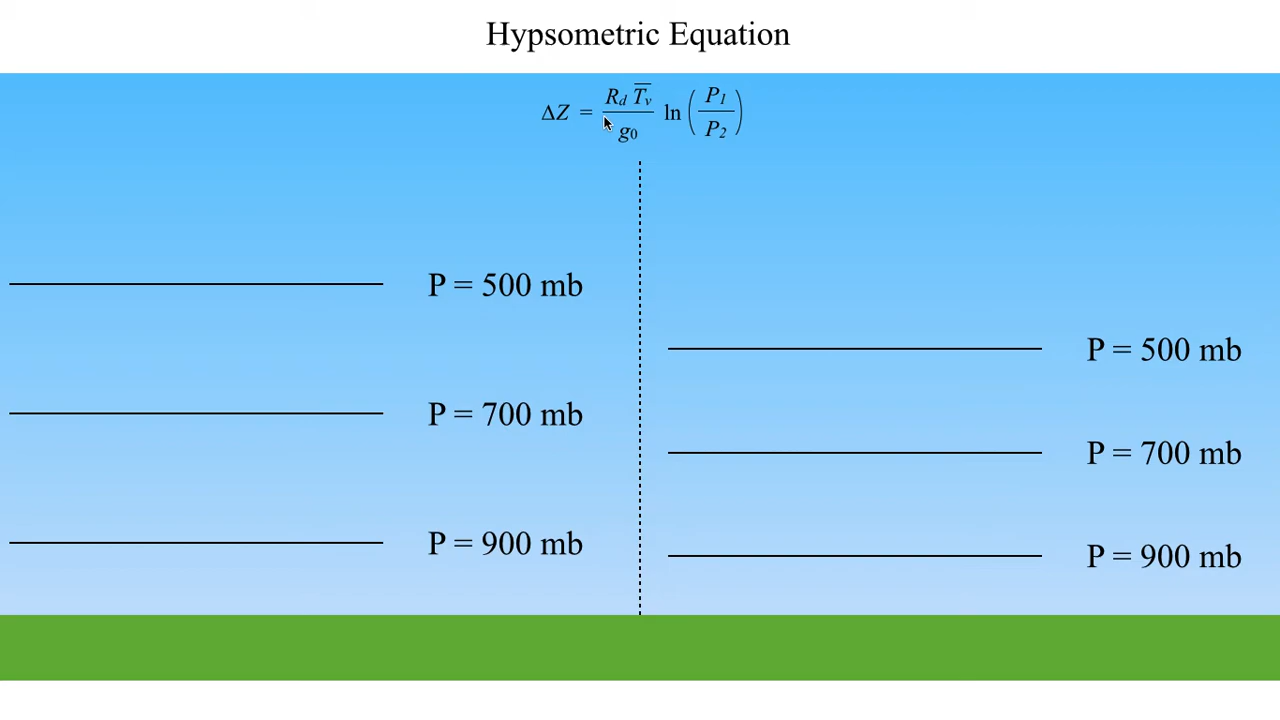 Hypsometric Equation
ΔZ = R_d T̅_v / g_0 ln ( P_1 / P_2 )
P = 500 mb
P = 700 mb
P = 900 mb
P = 500 mb
P = 700 mb
P = 900 mb